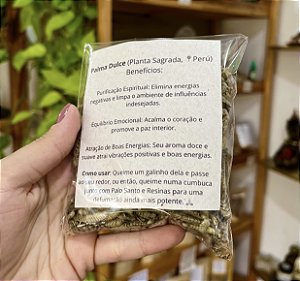 Palma Dulce (Planta Sagrada, 📍Perú)
Benefícios:
Purificação Espiritual: Elimina energias
negativas e limpa o ambiente de influências
indesejadas.
Equilíbrio Emocional: Acalma o coração e
promove a paz interior.
Atração de Boas Energias: Seu aroma doce e
suave atrai vibrações positivas e boas energias.
Como usar: Queime um galinho dela e passe
ao seu redor, ou então, queime numa cumbuca
junto com Palo Santo e Resinas para uma
defumação ainda mais potente. 🙏